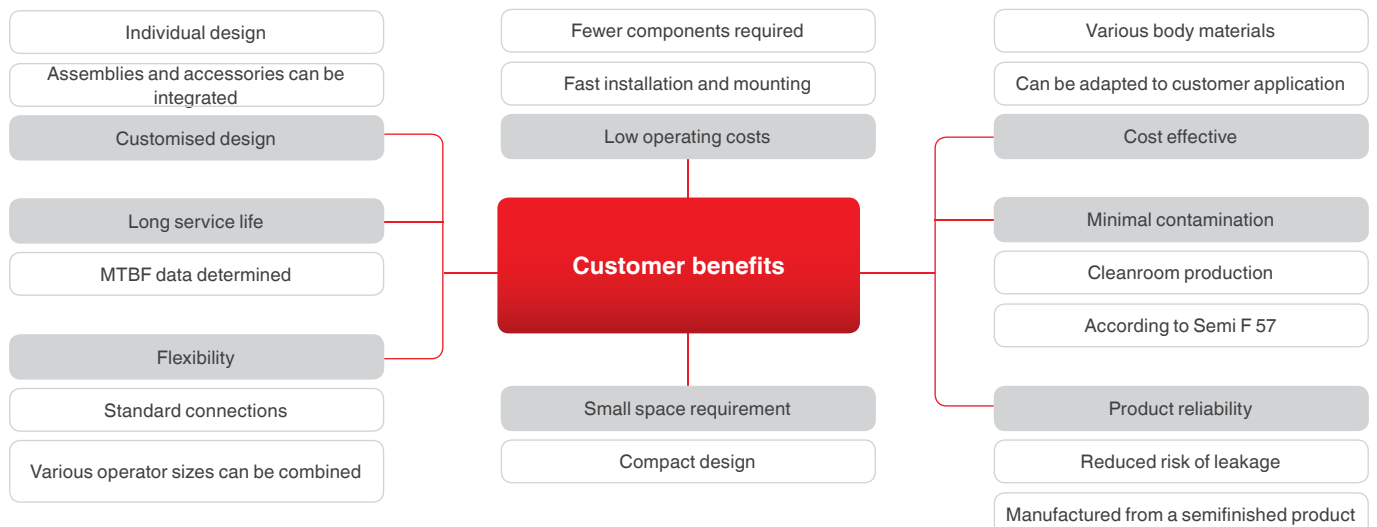 Individual design
Assemblies and accessories can be
integrated
Customised design
Long service life
MTBF data determined
Flexibility
Standard connections
Various operator sizes can be combined
Fewer components required
Fast installation and mounting
Low operating costs
Customer benefits
Small space requirement
Compact design
Various body materials
Can be adapted to customer application
Cost effective
Minimal contamination
Cleanroom production
According to Semi F 57
Product reliability
Reduced risk of leakage
Manufactured from a semifinished product